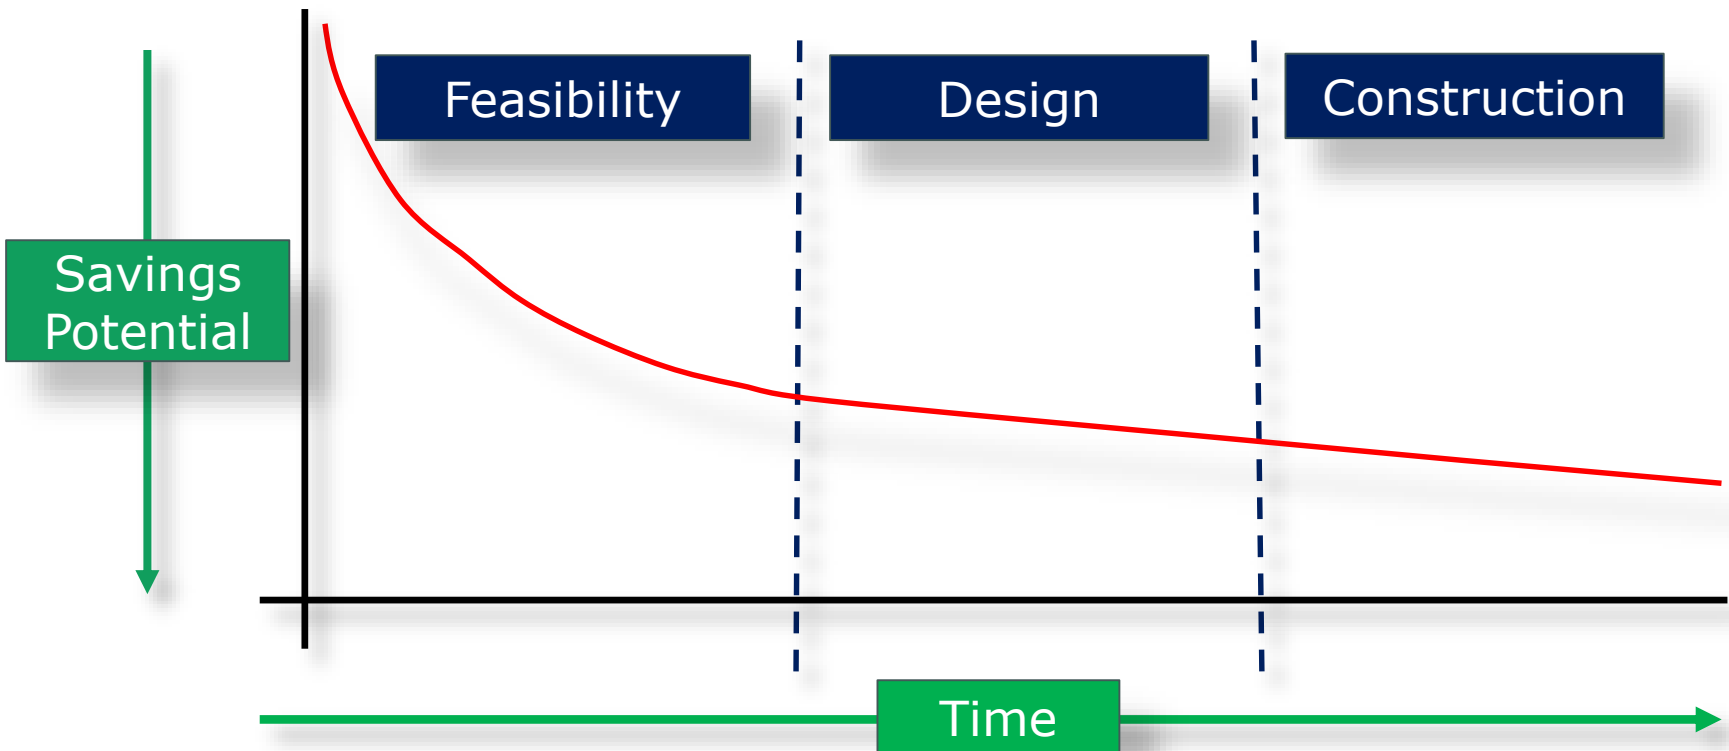 Feasibility
Design
Construction
Savings
Potential
Time